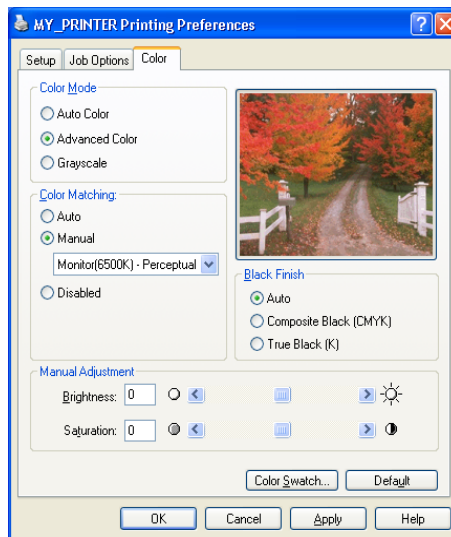 MY_PRINTER Printing Preferences
Setup Job Options Color
Color Mode
Auto Color
Advanced Color
Grayscale
Color Matching:
Auto
Manual
Monitor(6500K) - Perceptual
Disabled
Black Finish
Auto
Composite Black (CMYK)
True Black (K)
Manual Adjustment
Brightness: 0
Saturation: 0
Color Swatch... Default
OK Cancel Apply Help